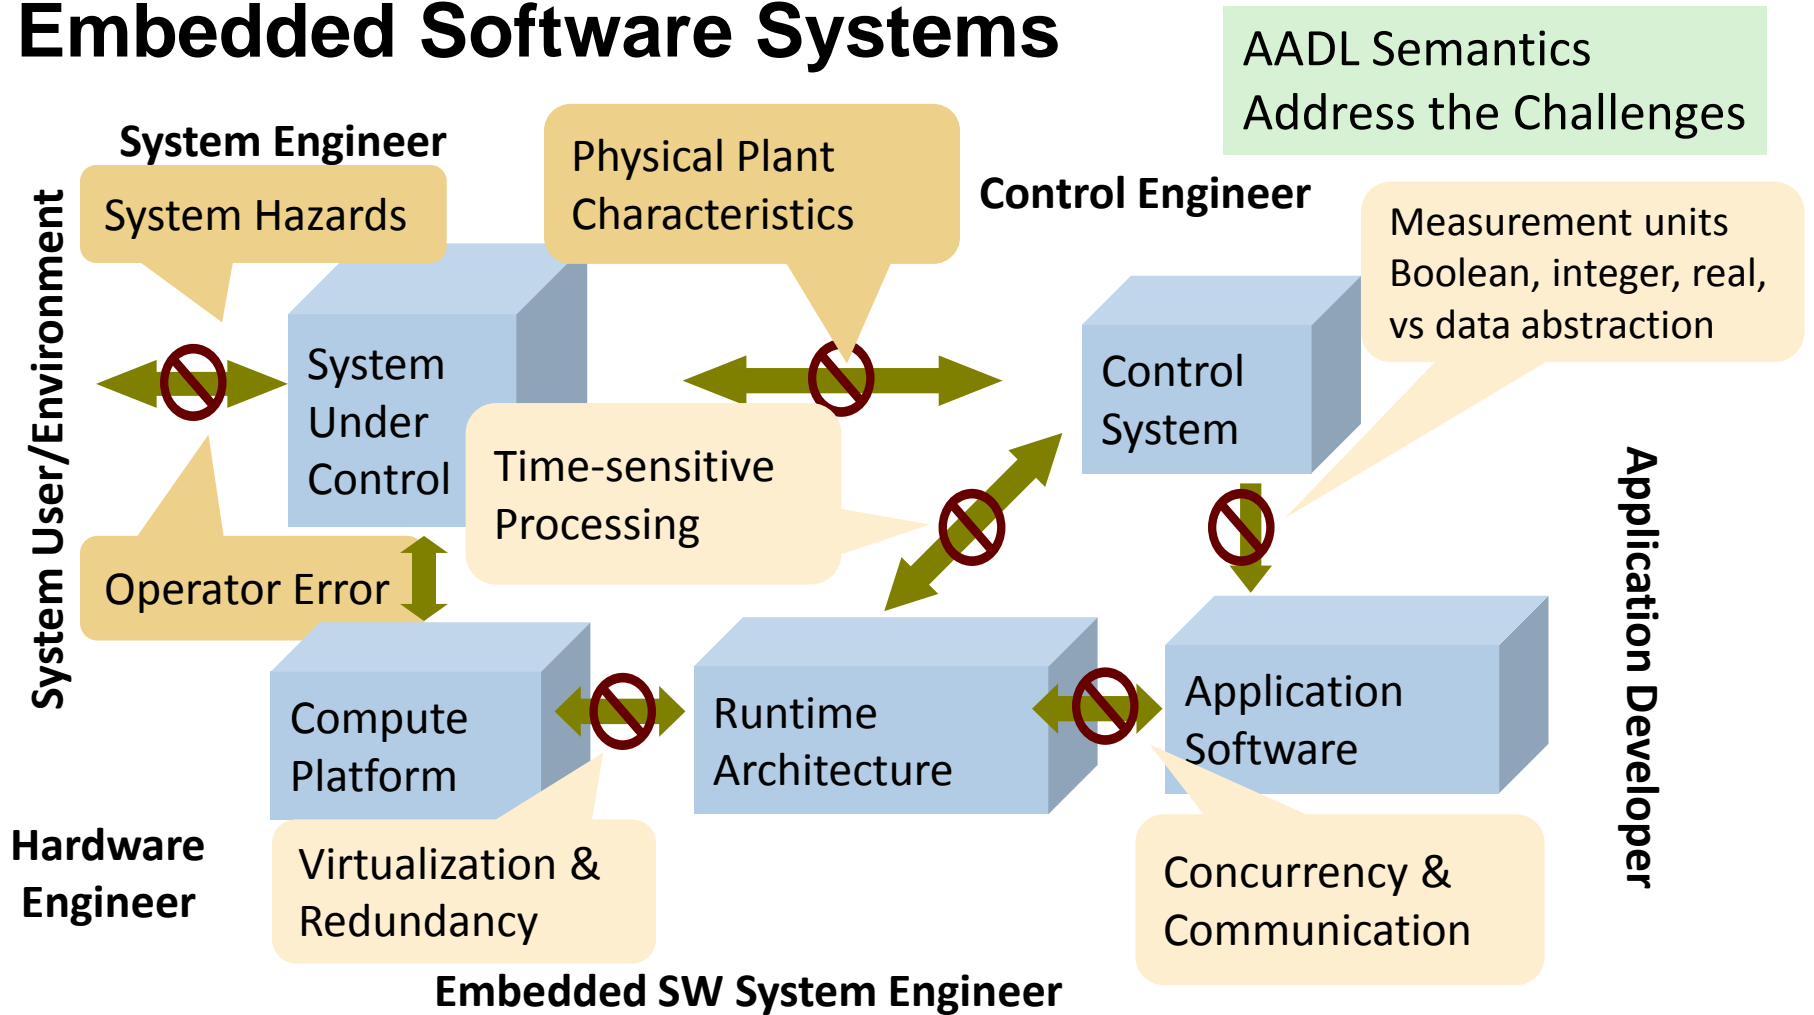 Embedded Software Systems
AADL Semantics
Address the Challenges
System Engineer
System Hazards
Physical Plant
Characteristics
Control Engineer
Measurement units
Boolean, integer, real,
vs data abstraction
System User/Environment
System
Under
Control
Control
System
Time-sensitive
Processing
Operator Error
Application Developer
Compute
Platform
Runtime
Architecture
Application
Software
Hardware
Engineer
Virtualization &
Redundancy
Concurrency &
Communication
Embedded SW System Engineer